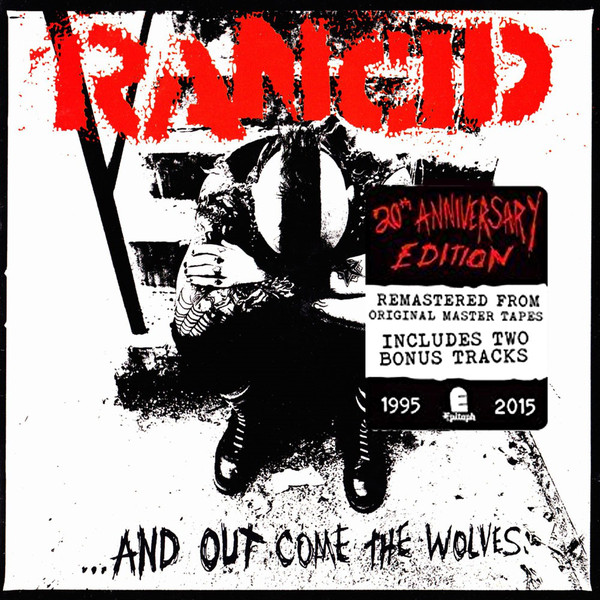 RANCID
20th ANNIVERSARY
EDITION
REMASTERED FROM
ORIGINAL MASTER TAPES
INCLUDES TWO
BONUS TRACKS
1995 Epitaph 2015
...AND OUT COME THE WOLVES